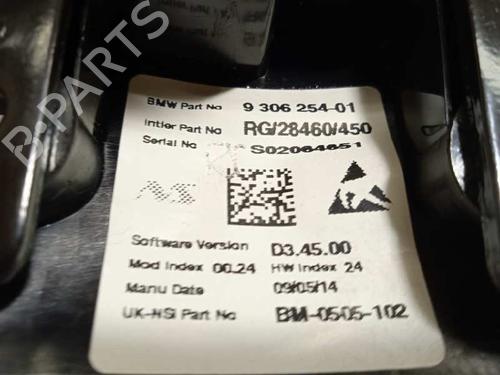 BMW Part No 9 306 254-01
Intier Part No RG/28460/450
Serial No S02064651
Software Version D3.45.00
Mod Index 00.24 HW Index 24
Manu Date 09/05/14
UK-NSI Part No BM-0505-102
B-PARTS